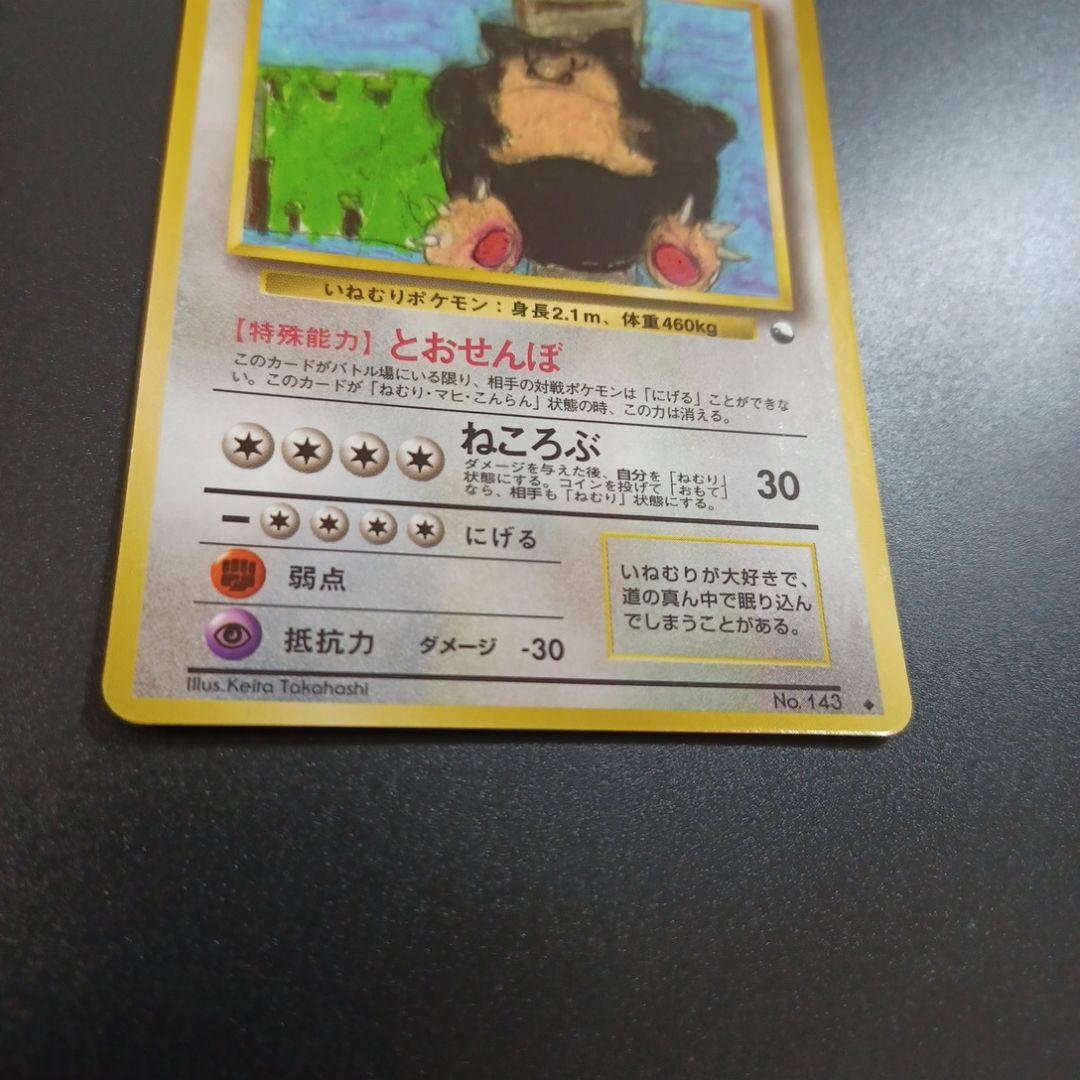 いねむりポケモン：身長2.1m、体重460kg
【特殊能力】とおせんぼ
このカードがバトル場にいる限り、相手の対戦ポケモンは「にげる」ことができな
い。このカードが「ねむり・マヒ・こんらん」状態の時、この力は消える。
ねころぶ
ダメージを与えた後、自分を「ねむり」
状態にする。コインを投げて「おもて」
なら、相手も「ねむり」状態にする。
30
にげる
弱点
抵抗力 ダメージ -30
いねむりが大好きで、
道の真ん中で眠り込ん
でしまうことがある。
Illus. Keita Takahashi
No. 143